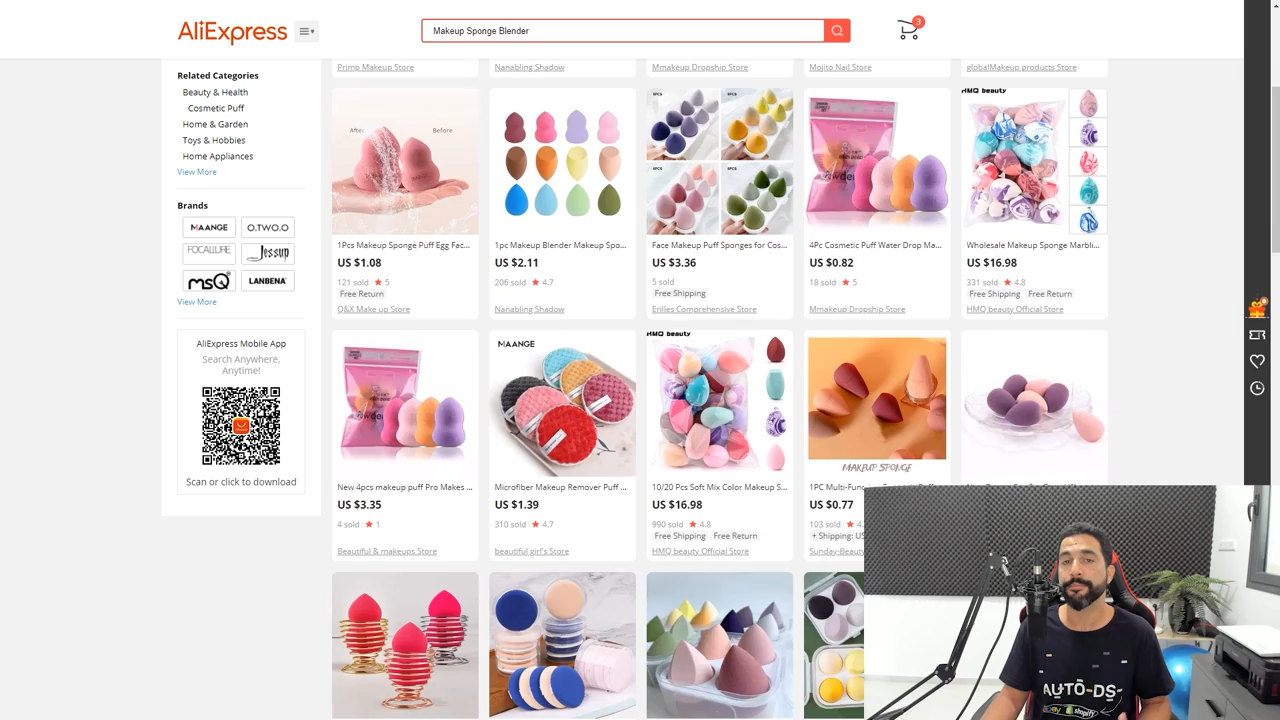 AliExpress
Makeup Sponge Blender
3
Related Categories
Beauty & Health
Cosmetic Puff
Home & Garden
Toys & Hobbies
Home Appliances
View More
Brands
MAANGE
O.TWO.O
FOCALLURE
Jessup
msQ
LANBENA
View More
AliExpress Mobile App
Search Anywhere,
Anytime!
Scan or click to download
Primp Makeup Store
Nanabling Shadow
Mmakeup Dropship Store
Mojito Nail Store
globalMakeup products Store
After
Before
HMQ beauty
1Pcs Makeup Sponge Puff Egg Fac...
US $1.08
121 sold
5
Free Return
Q&X Make up Store
1pc Makeup Blender Makeup Spo...
US $2.11
206 sold
4.7
Nanabling Shadow
Face Makeup Puff Sponges for Cos...
US $3.36
5 sold
Free Shipping
Erilles Comprehensive Store
4Pc Cosmetic Puff Water Drop Ma...
US $0.82
18 sold
5
Mmakeup Dropship Store
Wholesale Makeup Sponge Marbli...
US $16.98
331 sold
4.8
Free Shipping
Free Return
HMQ beauty Official Store
New 4pcs makeup puff Pro Makes ...
US $3.35
4 sold
1
Beautiful & makeups Store
MAANGE
Microfiber Makeup Remover Puff ...
US $1.39
310 sold
4.7
beautiful girl's Store
HMQ beauty
10/20 Pcs Soft Mix Color Makeup S...
US $16.98
990 sold
4.8
Free Shipping
Free Return
HMQ beauty Official Store
MAKEUP SPONGE
US $0.77
103 sold
+ Shipping: US
Sunday-Beauty
AUTO-DS-
ebay
shopify